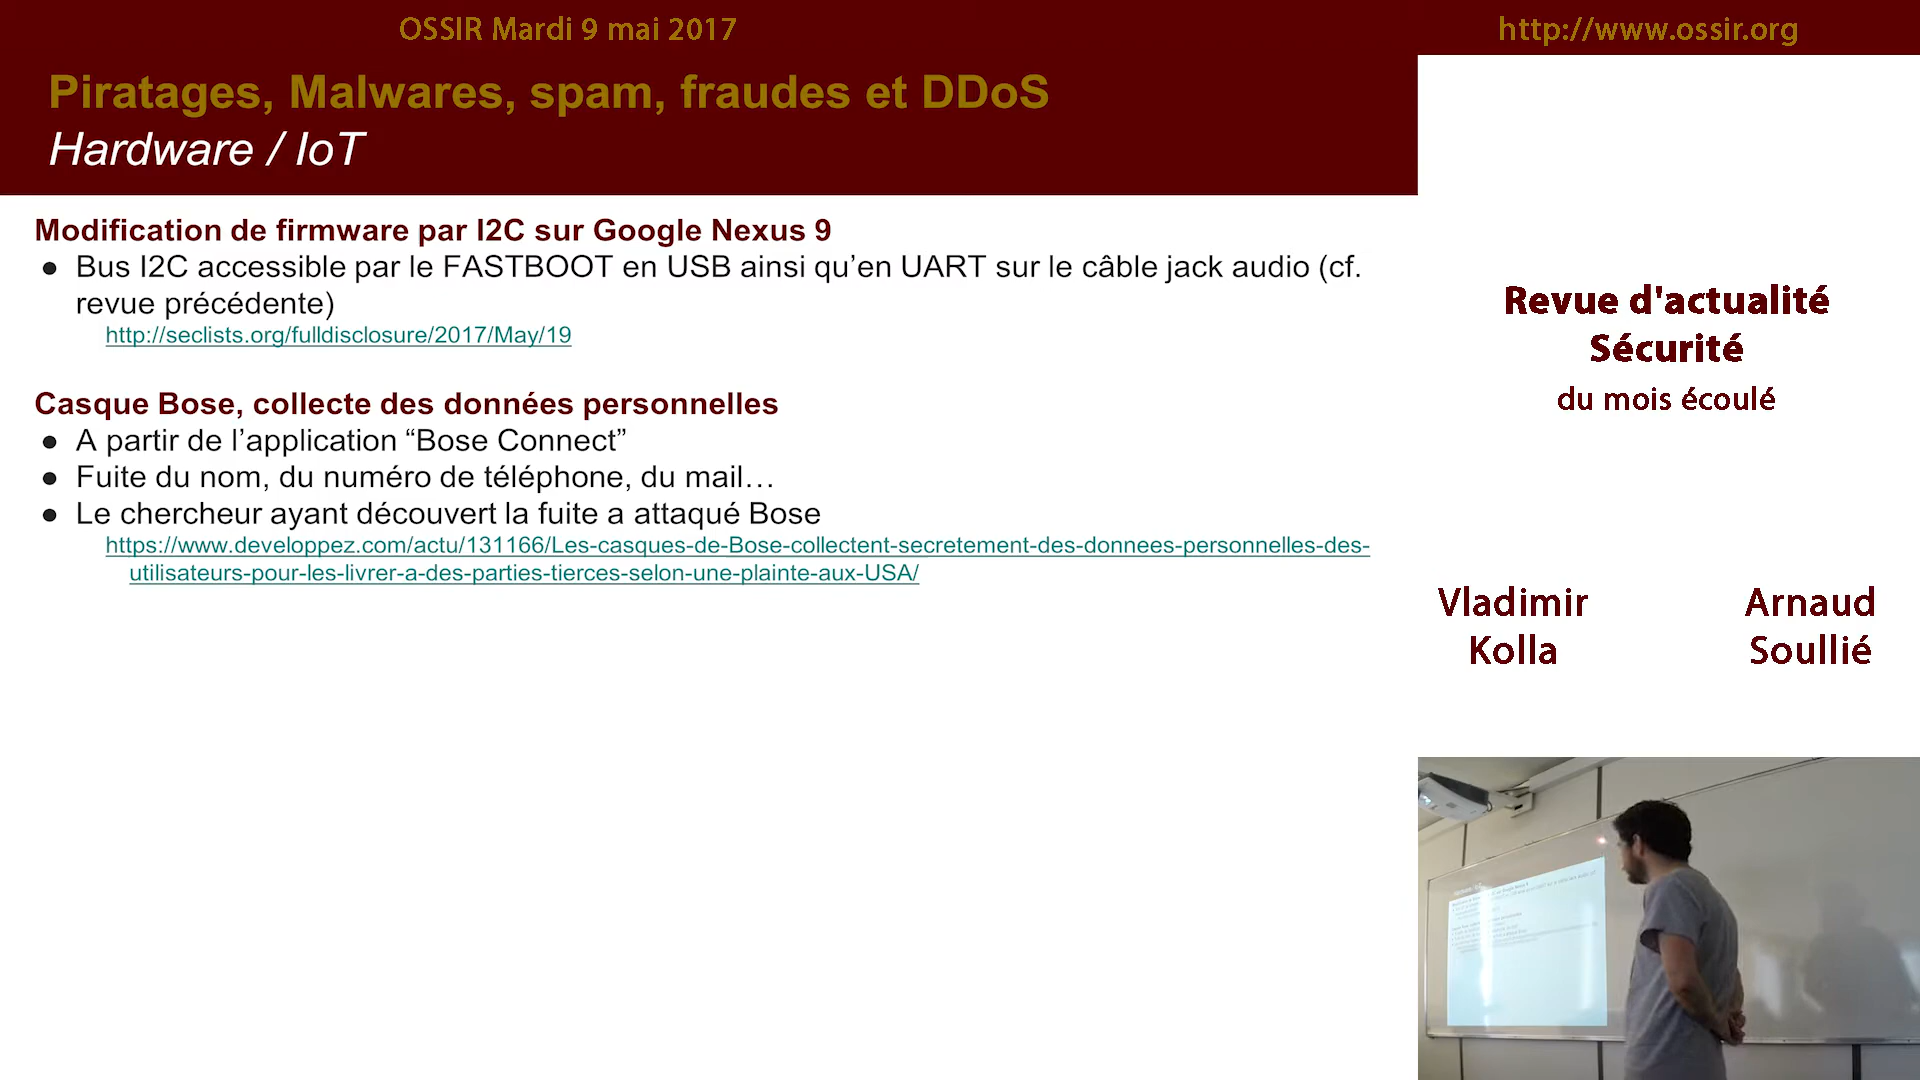 OSSIR Mardi 9 mai 2017
http://www.ossir.org
Piratages, Malwares, spam, fraudes et DDoS
Hardware / IoT
Modification de firmware par I2C sur Google Nexus 9
● Bus I2C accessible par le FASTBOOT en USB ainsi qu’en UART sur le câble jack audio (cf.
revue précédente)
http://seclists.org/fulldisclosure/2017/May/19
Casque Bose, collecte des données personnelles
● A partir de l’application “Bose Connect”
● Fuite du nom, du numéro de téléphone, du mail…
● Le chercheur ayant découvert la fuite a attaqué Bose
https://www.developpez.com/actu/131166/Les-casques-de-Bose-collectent-secretement-des-donnees-personnelles-des-
utilisateurs-pour-les-livrer-a-des-parties-tierces-selon-une-plainte-aux-USA/
Revue d'actualité
Sécurité
du mois écoulé
Vladimir
Kolla
Arnaud
Soullié